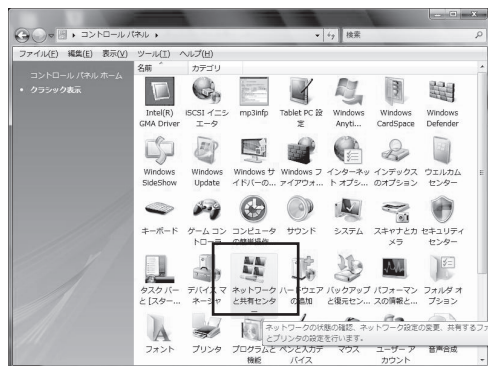 コントロール パネル
検索
ファイル(F) 編集(E) 表示(V) ツール(T) ヘルプ(H)
コントロール パネル ホーム
クラシック表示
名前 カテゴリ
Intel(R) GMA Driver
iSCSI イニシエータ
mp3infp
Tablet PC 設定
Windows Anyti...
Windows CardSpace
Windows Defender
Windows SideShow
Windows Update
Windows サイドバーの...
Windows ファイアウォ...
インターネット オプシ...
インデックスのオプション
ウェルカム センター
キーボード
ゲーム コントローラ
コンピュータの簡単操作
サウンド
システム
スキャナとカメラ
セキュリティ センター
タスク バーと [スター...
デバイス マネージャ
ネットワークと共有センター
ハードウェアの追加
バックアップと復元セン...
パフォーマンスの情報と...
フォルダ オプション
ネットワークの状態の確認、ネットワーク設定の変更、共有するファ
とプリンタの設定を行います。
フォント
プリンタ
プログラムと機能
ペンと入力デバイス
マウス
ユーザー アカウント
音声合成